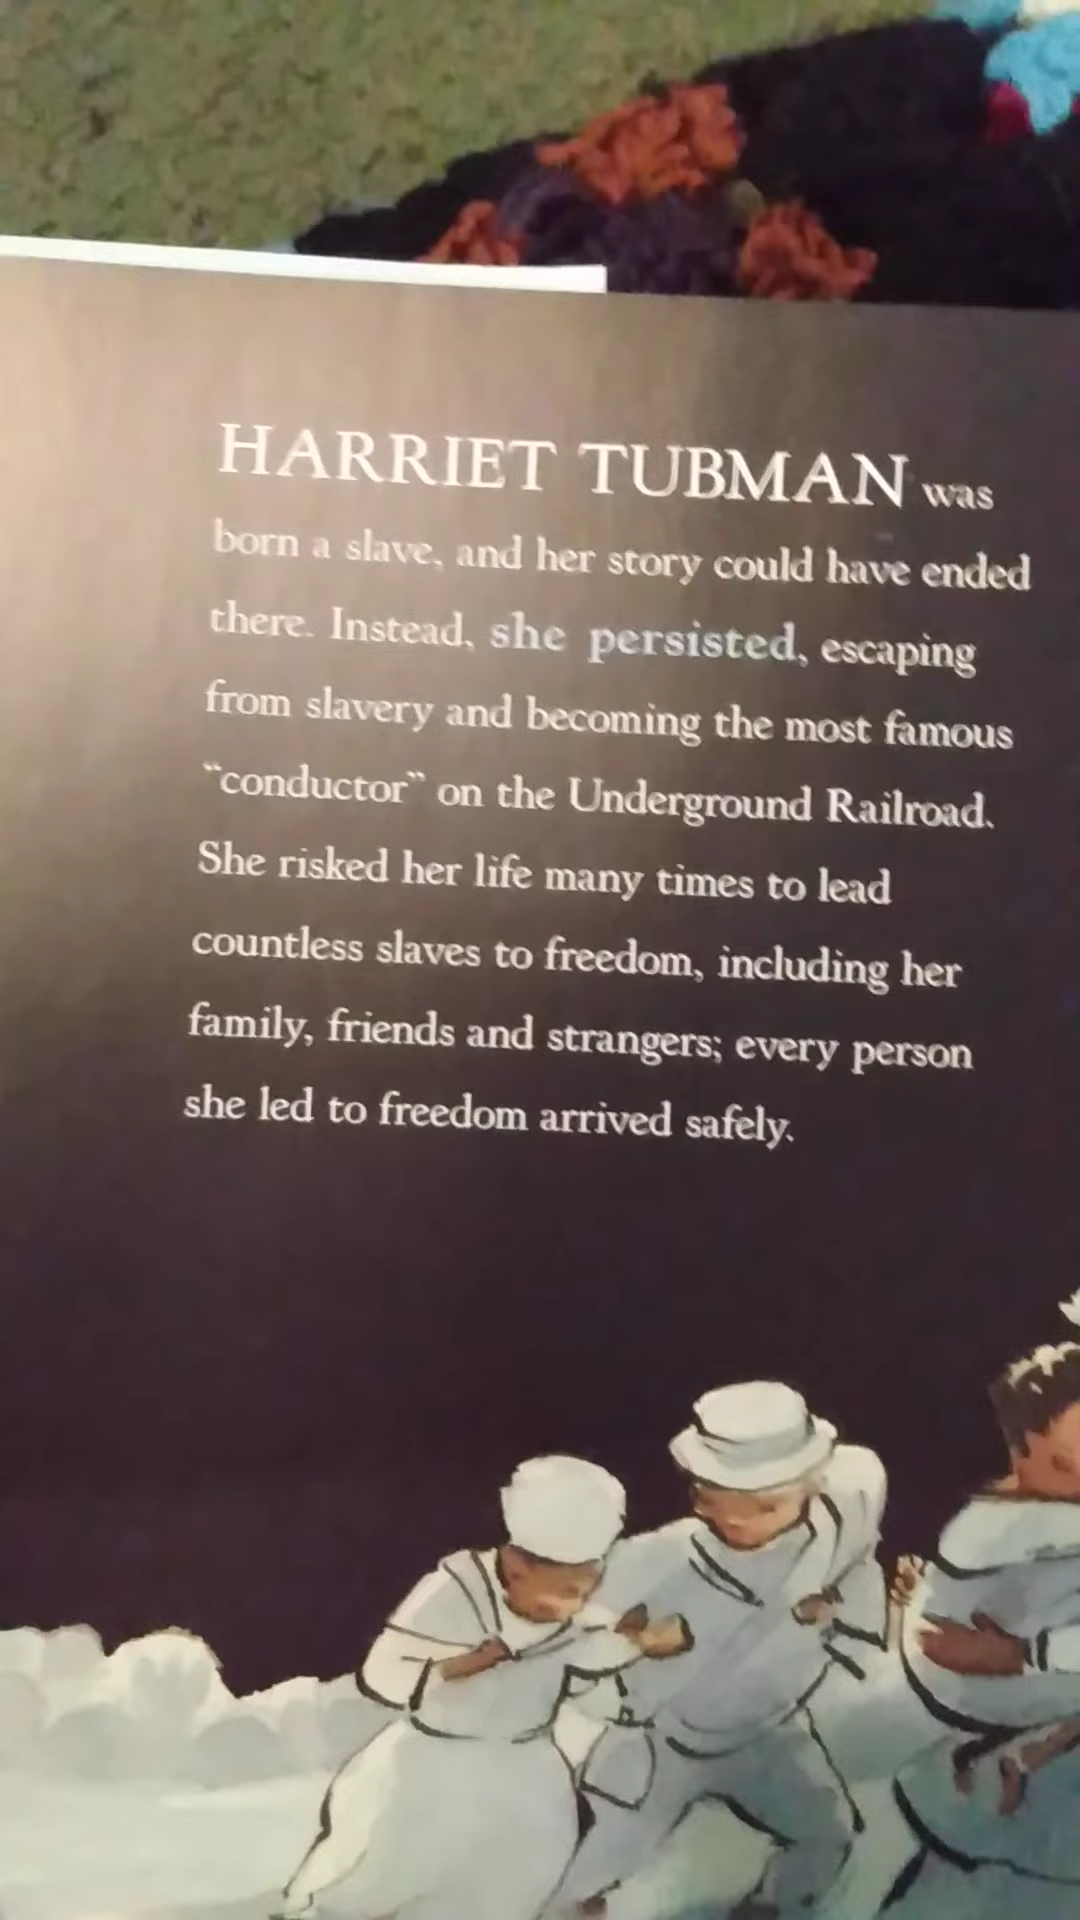 HARRIET TUBMAN was
born a slave, and her story could have ended
there. Instead, she persisted, escaping
from slavery and becoming the most famous
“conductor” on the Underground Railroad.
She risked her life many times to lead
countless slaves to freedom, including her
family, friends and strangers; every person
she led to freedom arrived safely.